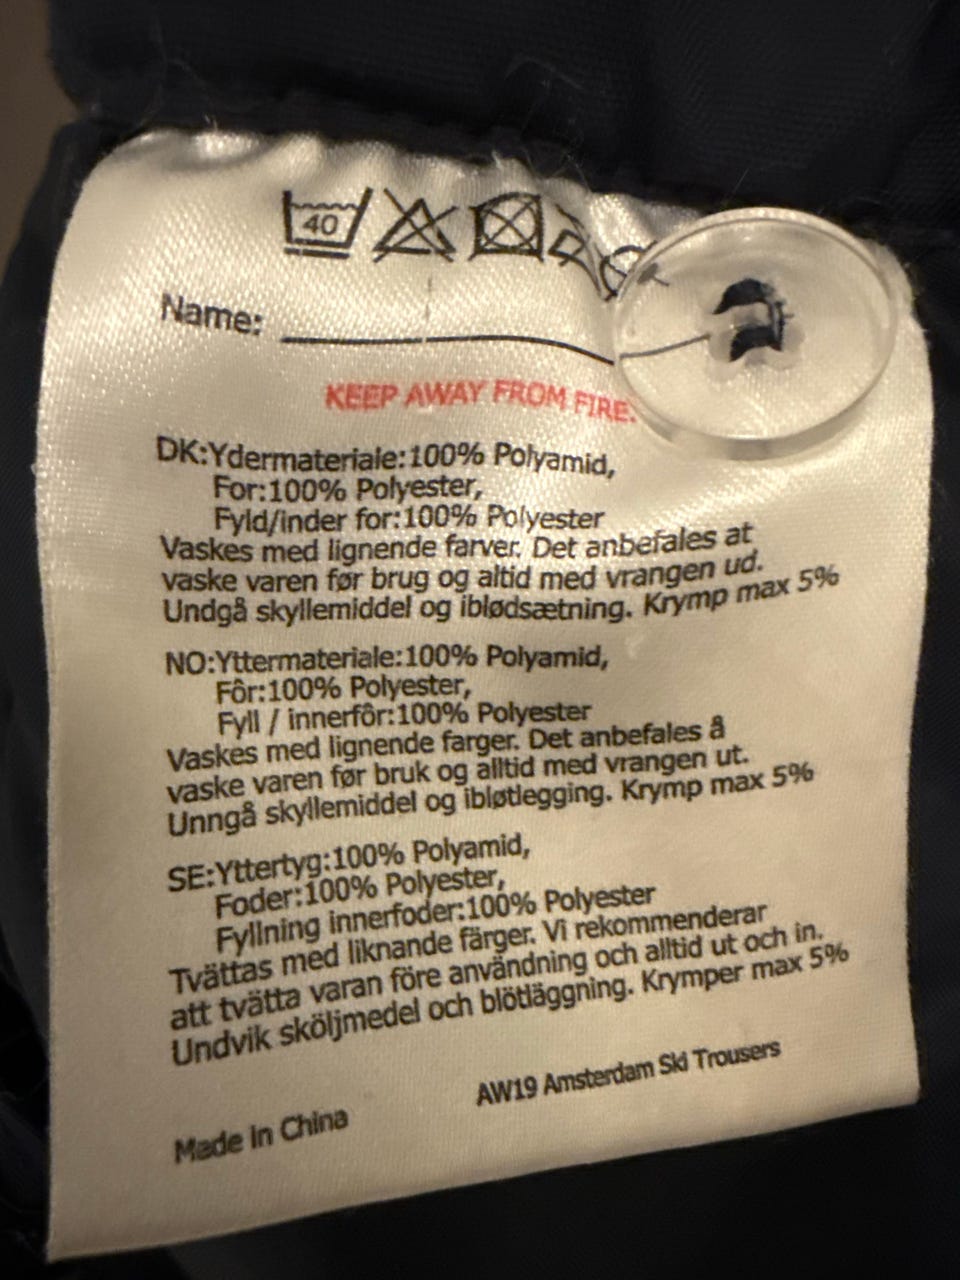 40
Name:
KEEP AWAY FROM FIRE.
DK:Ydermateriale:100% Polyamid,
For:100% Polyester,
Fyld/inder for:100% Polyester
Vaskes med lignende farver. Det anbefales at
vaske varen før brug og altid med vrangen ud.
Undgå skyllemiddel og iblødsætning. Krymp max 5%
NO:Yttermateriale:100% Polyamid,
Fôr:100% Polyester,
Fyll / innerfôr:100% Polyester
Vaskes med lignende farger. Det anbefales å
vaske varen før bruk og alltid med vrangen ut.
Unngå skyllemiddel og ibløtlegging. Krymp max 5%
SE:Yttertyg:100% Polyamid,
Foder:100% Polyester,
Fyllning innerfoder:100% Polyester
Tvättas med liknande färger. Vi rekommenderar
att tvätta varan före användning och alltid ut och in.
Undvik sköljmedel och blötläggning. Krymper max 5%
AW19 Amsterdam Ski Trousers
Made in China